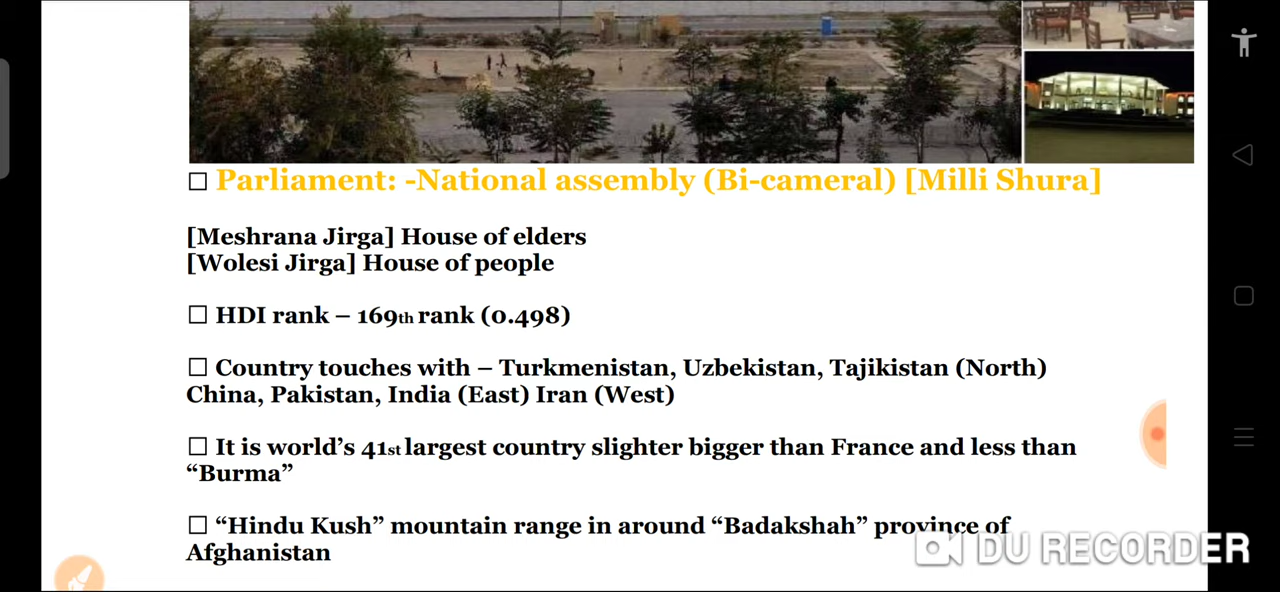 ☐ Parliament: -National assembly (Bi-cameral) [Milli Shura]
[Meshrana Jirga] House of elders
[Wolesi Jirga] House of people
☐ HDI rank – 169th rank (0.498)
☐ Country touches with – Turkmenistan, Uzbekistan, Tajikistan (North)
China, Pakistan, India (East) Iran (West)
☐ It is world's 41st largest country slighter bigger than France and less than
“Burma”
☐ “Hindu Kush” mountain range in around “Badakshah” province of
Afghanistan
DU RECORDER